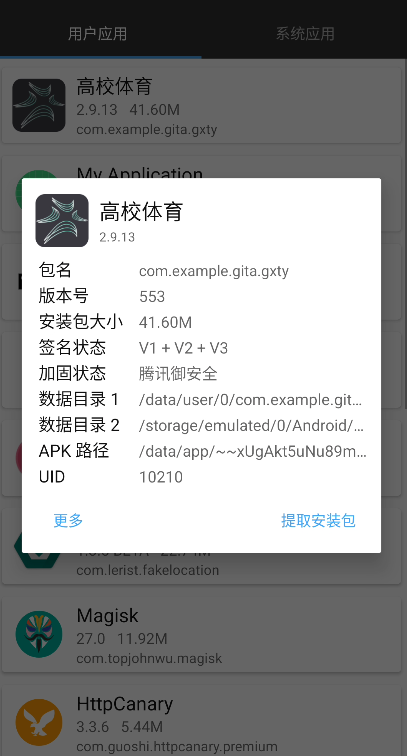 用户应用 系统应用
高校体育
2.9.13 41.60M
com.example.gita.gxty
My Application
高校体育
2.9.13
包名 com.example.gita.gxty
版本号 553
安装包大小 41.60M
签名状态 V1 + V2 + V3
加固状态 腾讯御安全
数据目录 1 /data/user/0/com.example.git...
数据目录 2 /storage/emulated/0/Android/...
APK 路径 /data/app/~~xUgAkt5uNu89m...
UID 10210
更多 提取安装包
com.lerist.fakelocation
Magisk
27.0 11.92M
com.topjohnwu.magisk
HttpCanary
3.3.6 5.44M
com.guoshi.httpcanary.premium